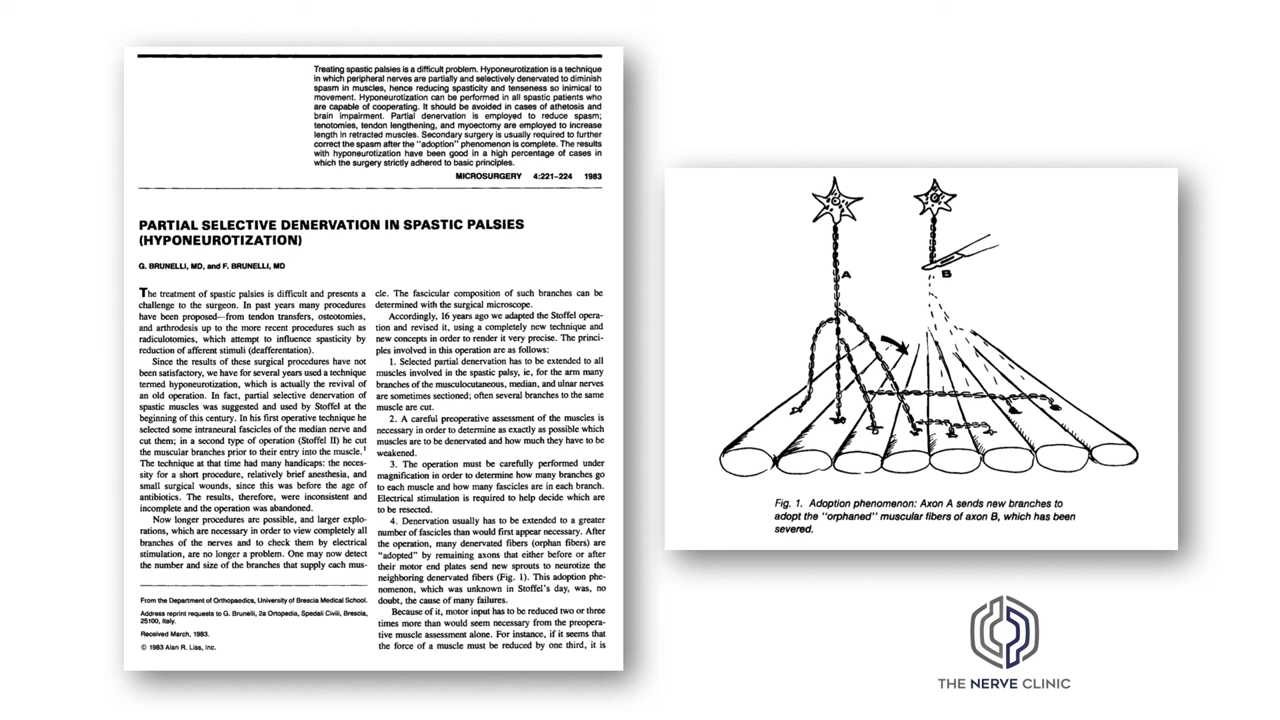 Treating spastic palsies is a difficult problem. Hyponeurotization is a technique
in which peripheral nerves are partially and selectively denervated to diminish
spasm in muscles, hence reducing spasticity and tenseness so inimical to
movement. Hyponeurotization can be performed in all spastic patients who
are capable of cooperating. It should be avoided in cases of athetosis and
brain impairment. Partial denervation is employed to reduce spasm;
tenotomies, tendon lengthening, and myoectomy are employed to increase
length in retracted muscles. Secondary surgery is usually required to further
correct the spasm after the "adoption" phenomenon is complete. The results
with hyponeurotization have been good in a high percentage of cases in
which the surgery strictly adhered to basic principles.
MICROSURGERY 4:221–224 1983
PARTIAL SELECTIVE DENERVATION IN SPASTIC PALSIES
(HYPONEUROTIZATION)
G. BRUNELLI, MD, and F. BRUNELLI, MD
The treatment of spastic palsies is difficult and presents a
challenge to the surgeon. In past years many procedures
have been proposed—from tendon transfers, osteotomies,
and arthrodesis up to the more recent procedures such as
radiculotomies, which attempt to influence spasticity by
reduction of afferent stimuli (deafferentation).
Since the results of these surgical procedures have not
been satisfactory, we have for several years used a technique
termed hyponeurotization, which is actually the revival of
an old operation. In fact, partial selective denervation of
spastic muscles was suggested and used by Stoffel at the
beginning of this century. In his first operative technique he
selected some intraneural fascicles of the median nerve and
cut them; in a second type of operation (Stoffel II) he cut
the muscular branches prior to their entry into the muscle.¹
The technique at that time had many handicaps: the neces-
sity for a short procedure, relatively brief anesthesia, and
small surgical wounds, since this was before the age of
antibiotics. The results, therefore, were inconsistent and
incomplete and the operation was abandoned.
Now longer procedures are possible, and larger explo-
rations, which are necessary in order to view completely all
branches of the nerves and to check them by electrical
stimulation, are no longer a problem. One may now detect
the number and size of the branches that supply each mus-
From the Department of Orthopaedics, University of Brescia Medical School.
Address reprint requests to G. Brunelli, 2a Ortopedia, Spedali Civili, Brescia,
25100, Italy.
Received March, 1983.
© 1983 Alan R. Liss, Inc.
cle. The fascicular composition of such branches can be
determined with the surgical microscope.
Accordingly, 16 years ago we adapted the Stoffel opera-
tion and revised it, using a completely new technique and
new concepts in order to render it very precise. The princi-
ples involved in this operation are as follows:
1. Selected partial denervation has to be extended to all
muscles involved in the spastic palsy, ie, for the arm many
branches of the musculocutaneous, median, and ulnar nerves
are sometimes sectioned; often several branches to the same
muscle are cut.
2. A careful preoperative assessment of the muscles is
necessary in order to determine as exactly as possible which
muscles are to be denervated and how much they have to be
weakened.
3. The operation must be carefully performed under
magnification in order to determine how many branches go
to each muscle and how many fascicles are in each branch.
Electrical stimulation is required to help decide which are
to be resected.
4. Denervation usually has to be extended to a greater
number of fascicles than would first appear necessary. After
the operation, many denervated fibers (orphan fibers) are
"adopted" by remaining axons that either before or after
their motor end plates send new sprouts to neurotize the
neighboring denervated fibers (Fig. 1). This adoption phe-
nomenon, which was unknown in Stoffel's day, was, no
doubt, the cause of many failures.
Because of it, motor input has to be reduced two or three
times more than would seem necessary from the preopera-
tive muscle assessment alone. For instance, if it seems that
the force of a muscle must be reduced by one third, it is
A
B
Fig. 1. Adoption phenomenon: Axon A sends new branches to
adopt the "orphaned" muscular fibers of axon B, which has been
severed.
THE NERVE CLINIC